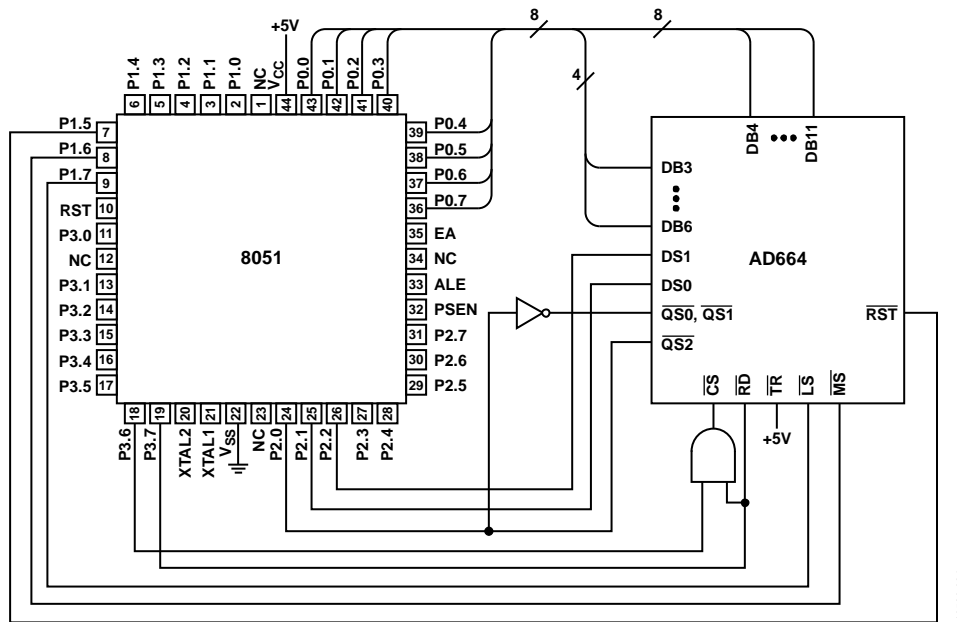 +5V
8
8
4
P1.4
P1.3
P1.2
P1.1
P1.0
NC
VCC
P0.0
P0.1
P0.2
P0.3
6
5
4
3
2
1
44
43
42
41
40
P1.5
7
P1.6
8
P1.7
9
RST
10
P3.0
11
NC
12
P3.1
13
P3.2
14
P3.3
15
P3.4
16
P3.5
17
8051
39
P0.4
38
P0.5
37
P0.6
36
P0.7
35
EA
34
NC
33
ALE
32
PSEN
31
P2.7
30
P2.6
29
P2.5
18
19
20
21
22
23
24
25
26
27
28
P3.6
P3.7
XTAL2
XTAL1
VSS
NC
P2.0
P2.1
P2.2
P2.3
P2.4
DB4
DB11
DB3
DB6
DS1
DS0
QS0, QS1
QS2
AD664
RST
CS
RD
TR
LS
MS
+5V